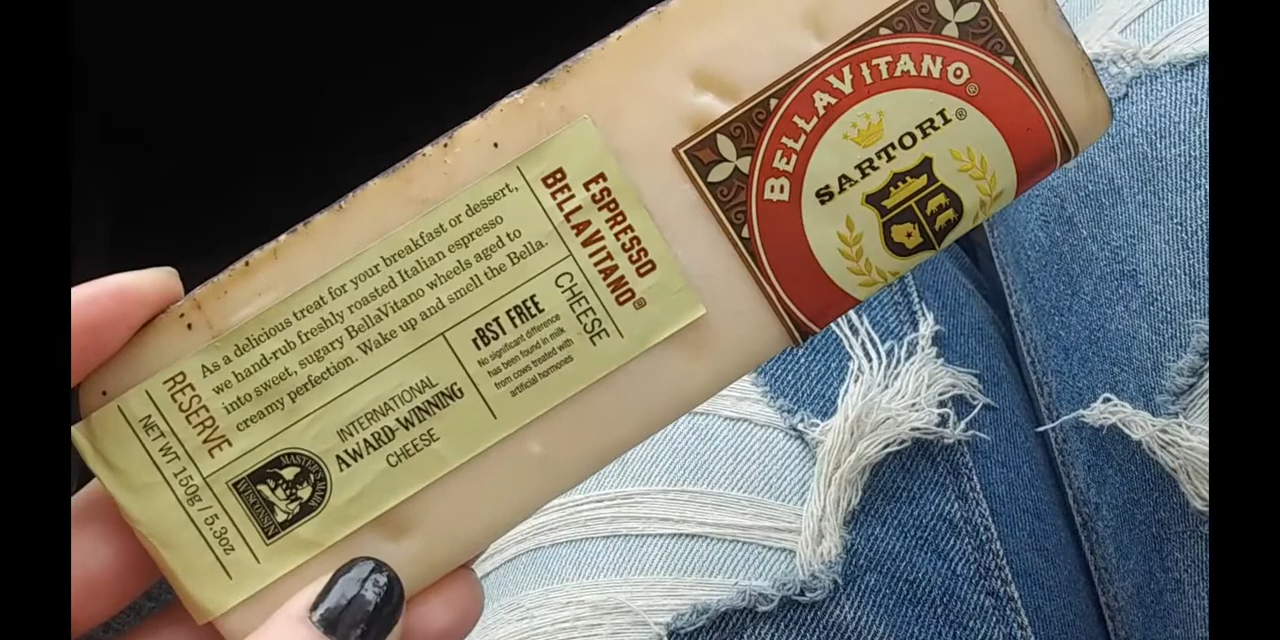 BELLAVITANO®
SARTORI®
ESPRESSO
BELLAVITANO®
CHEESE
As a delicious treat for your breakfast or dessert,
we hand-rub freshly roasted Italian espresso
into sweet, sugary BellaVitano wheels aged to
creamy perfection. Wake up and smell the Bella.
rBST FREE
No significant difference
has been found in milk
from cows treated with
artificial hormones
INTERNATIONAL
AWARD-WINNING
CHEESE
MASTER'S MARK
WISCONSIN
RESERVE
NET WT 150g / 5.3oz